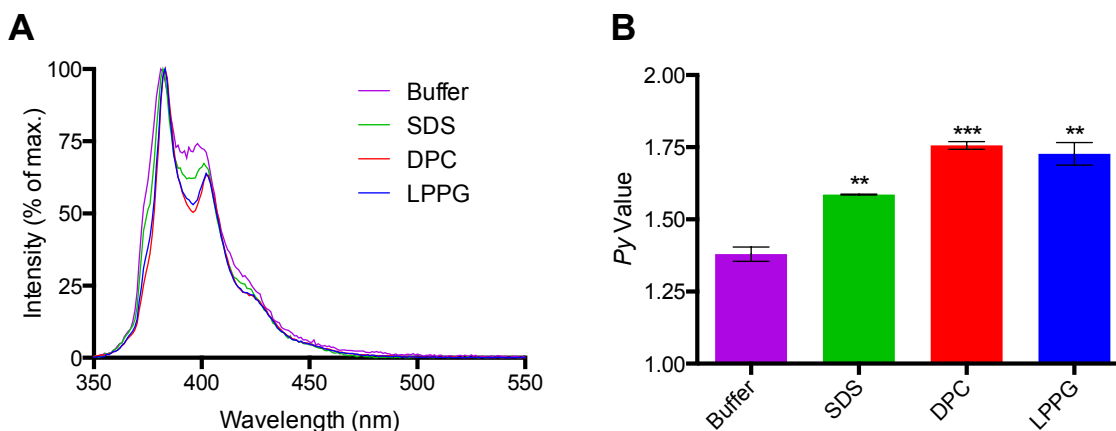 A
Intensity (% of max.)
100
75
50
25
0
350
400
450
500
550
Wavelength (nm)
Buffer
SDS
DPC
LPPG
B
Py Value
2.00
1.75
1.50
1.25
1.00
**
***
**
Buffer
SDS
DPC
LPPG